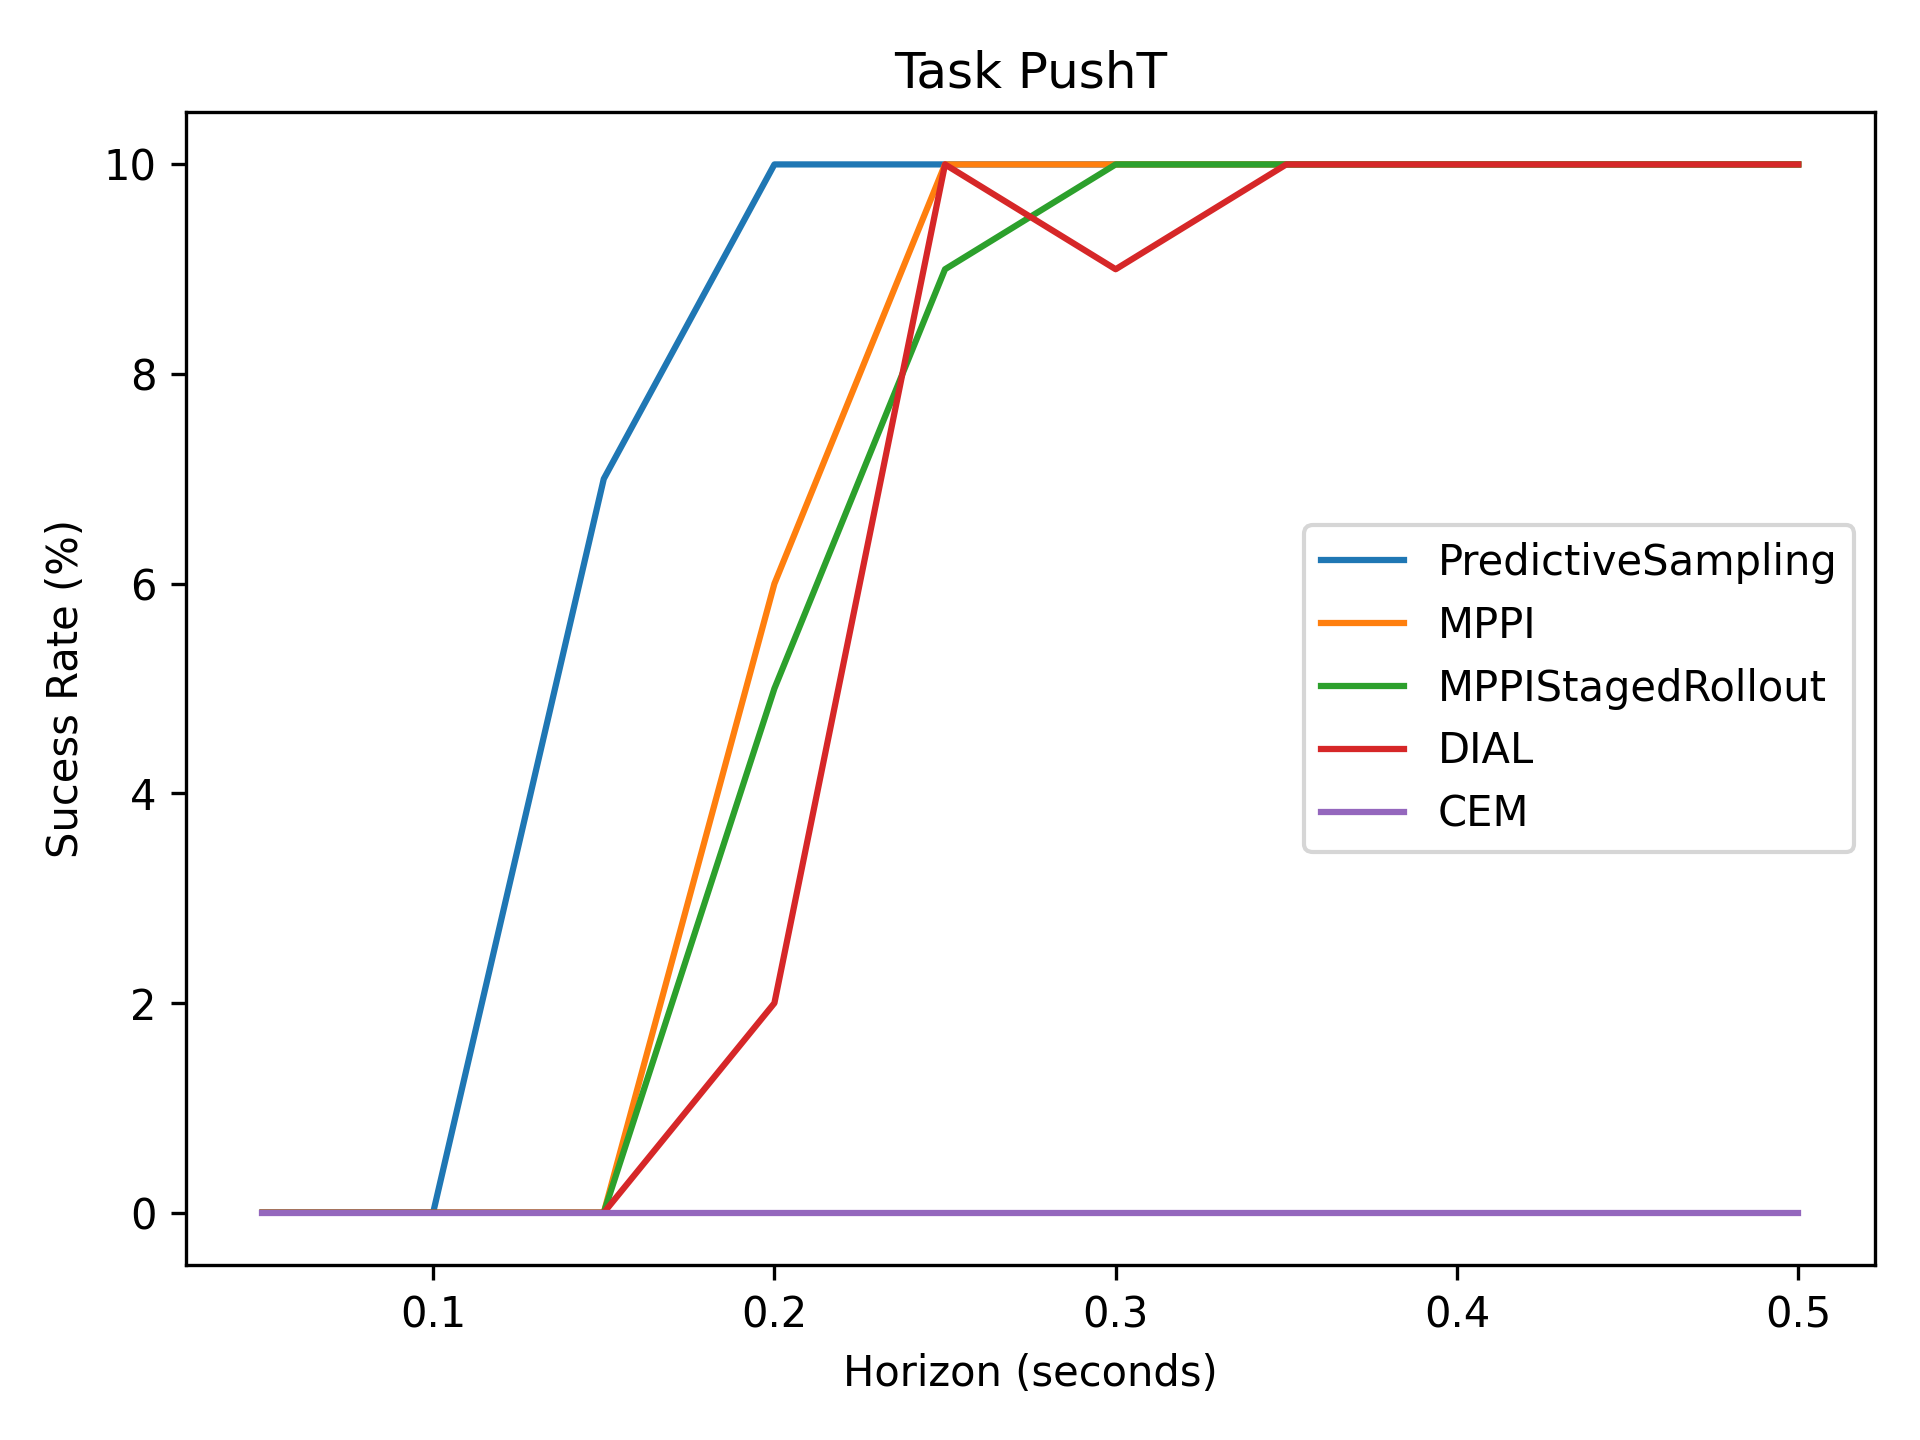 Task PushT
Sucess Rate (%)
10
8
6
4
2
0
PredictiveSampling
MPPI
MPPIStagedRollout
DIAL
CEM
0.1 0.2 0.3 0.4 0.5
Horizon (seconds)